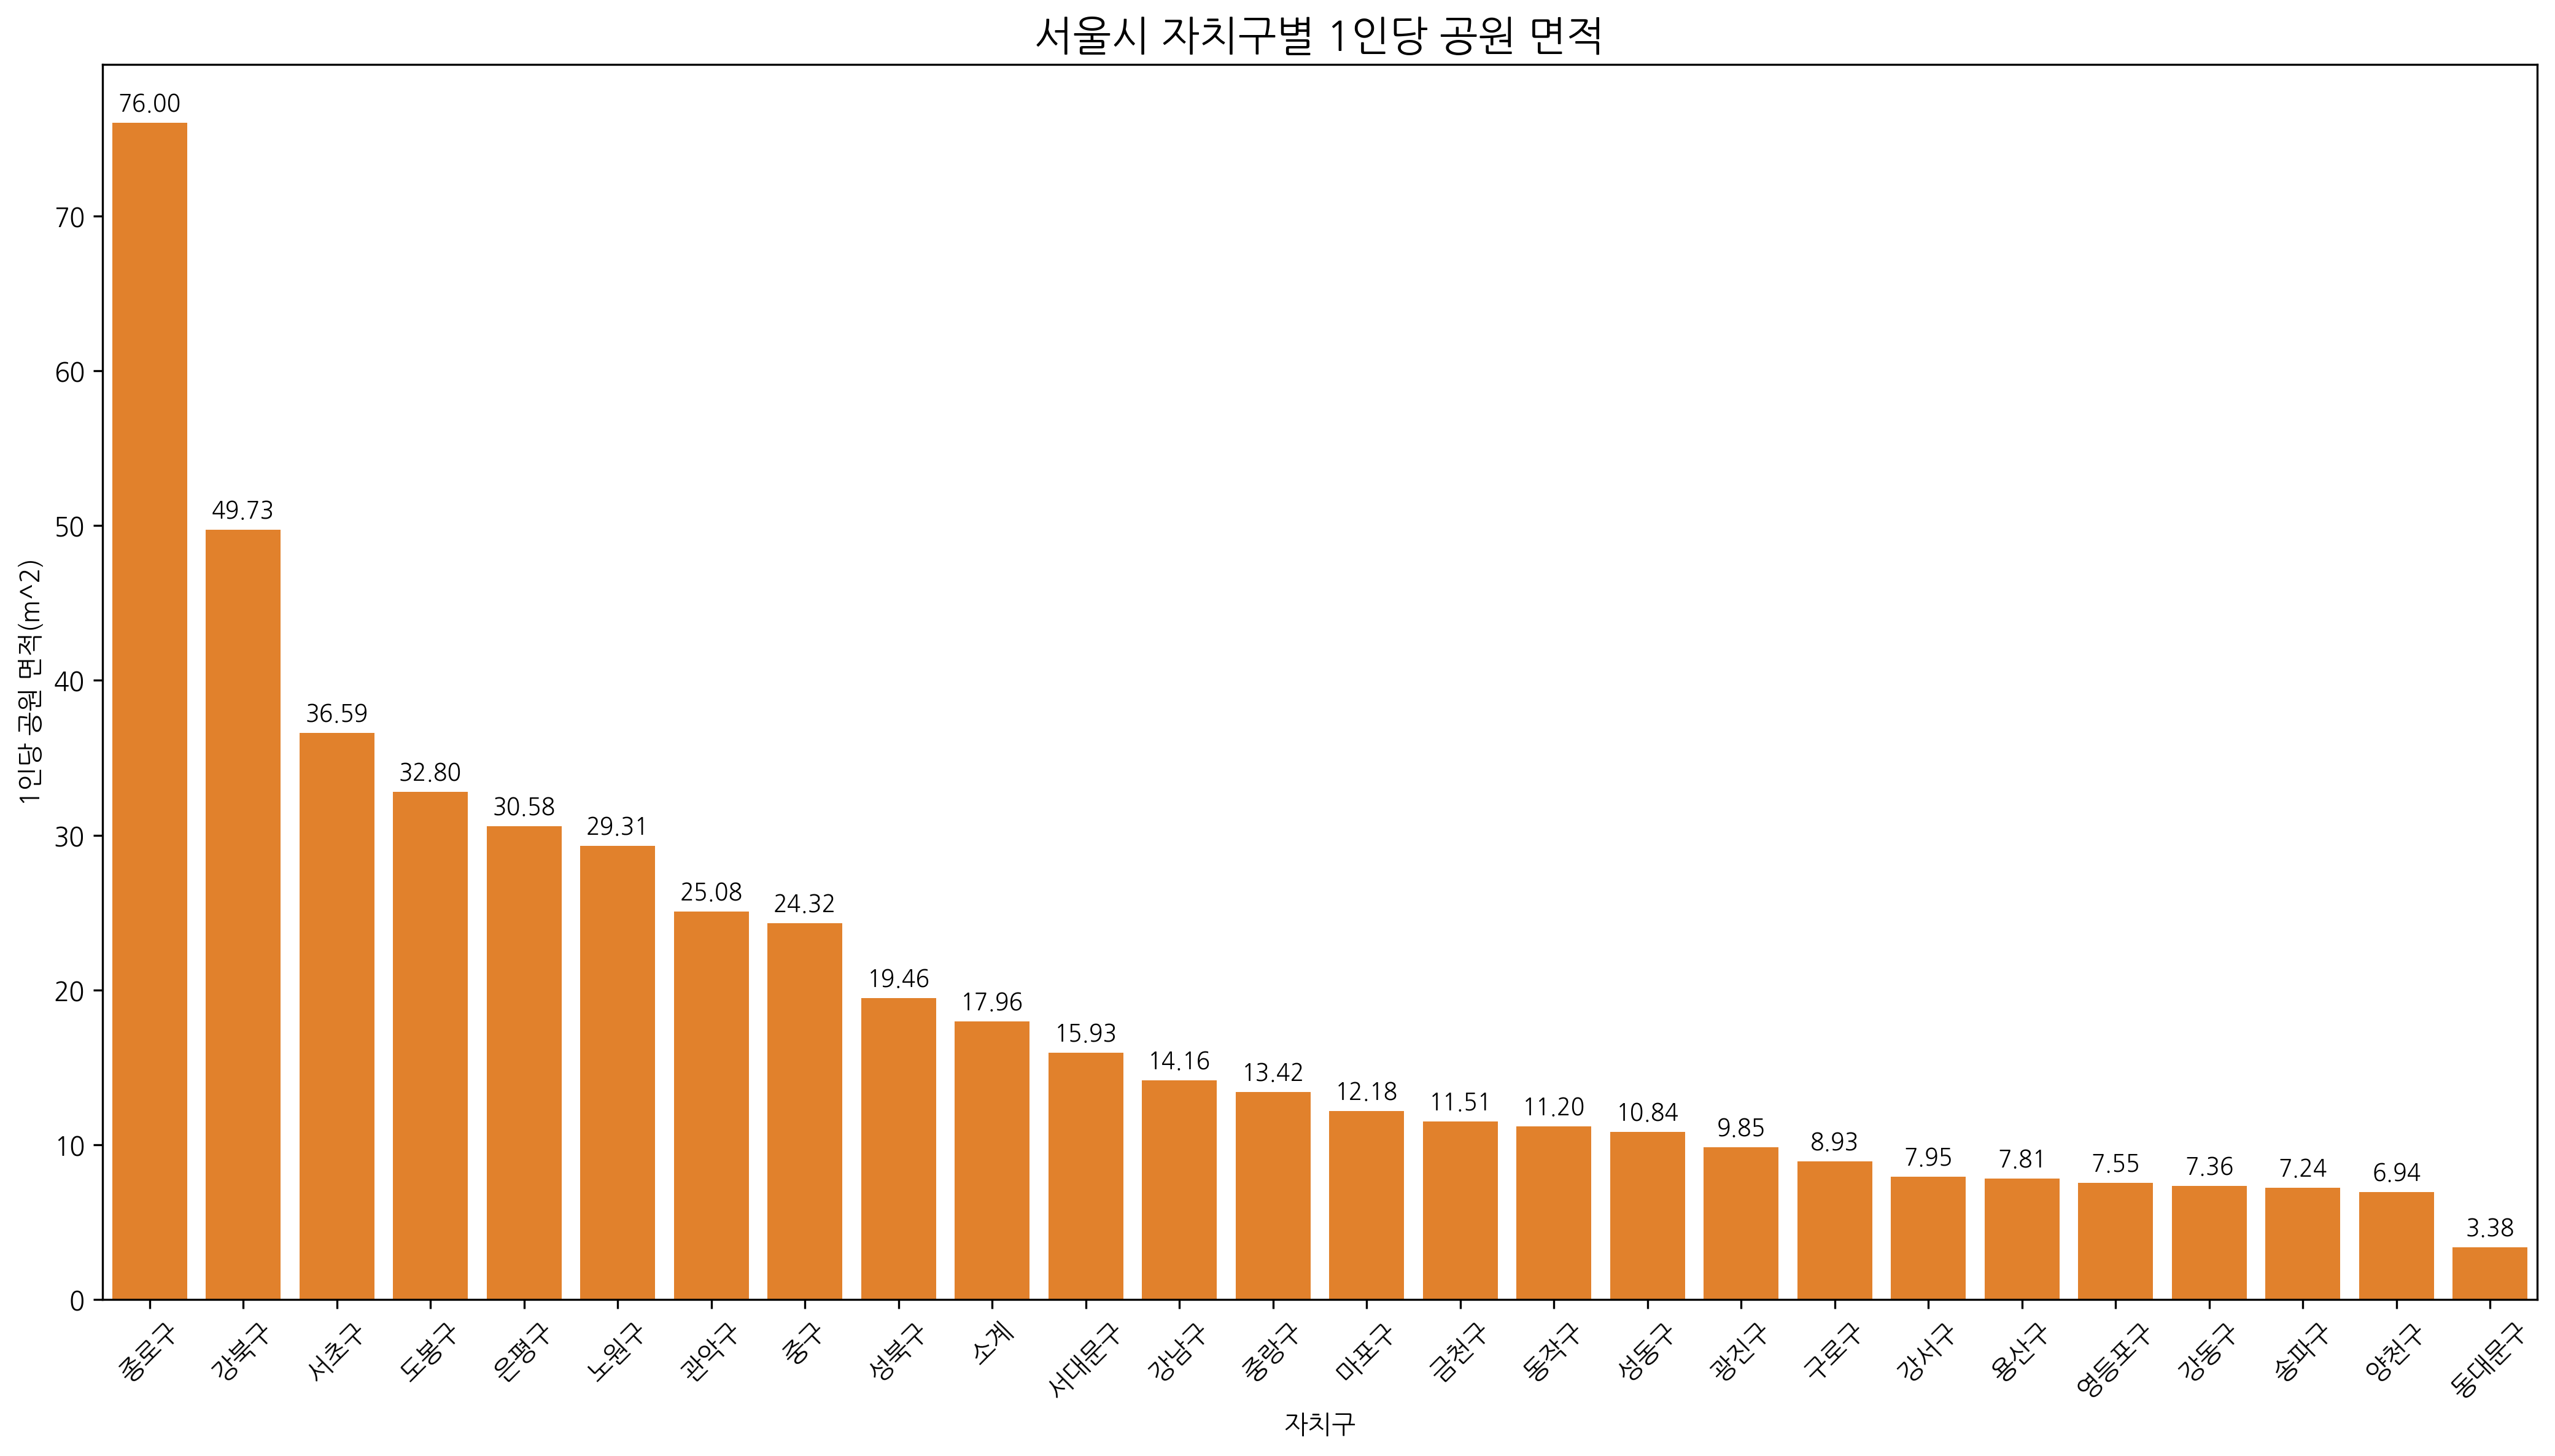 서울시 자치구별 1인당 공원 면적
1인당 공원 면적(m^2)
70
60
50
40
30
20
10
0
76.00
49.73
36.59
32.80
30.58
29.31
25.08
24.32
19.46
17.96
15.93
14.16
13.42
12.18
11.51
11.20
10.84
9.85
8.93
7.95
7.81
7.55
7.36
7.24
6.94
3.38
종로구
강북구
서초구
도봉구
은평구
노원구
관악구
중구
성북구
소계
서대문구
강남구
중랑구
마포구
금천구
동작구
성동구
광진구
구로구
강서구
용산구
영등포구
강동구
송파구
양천구
동대문구
자치구